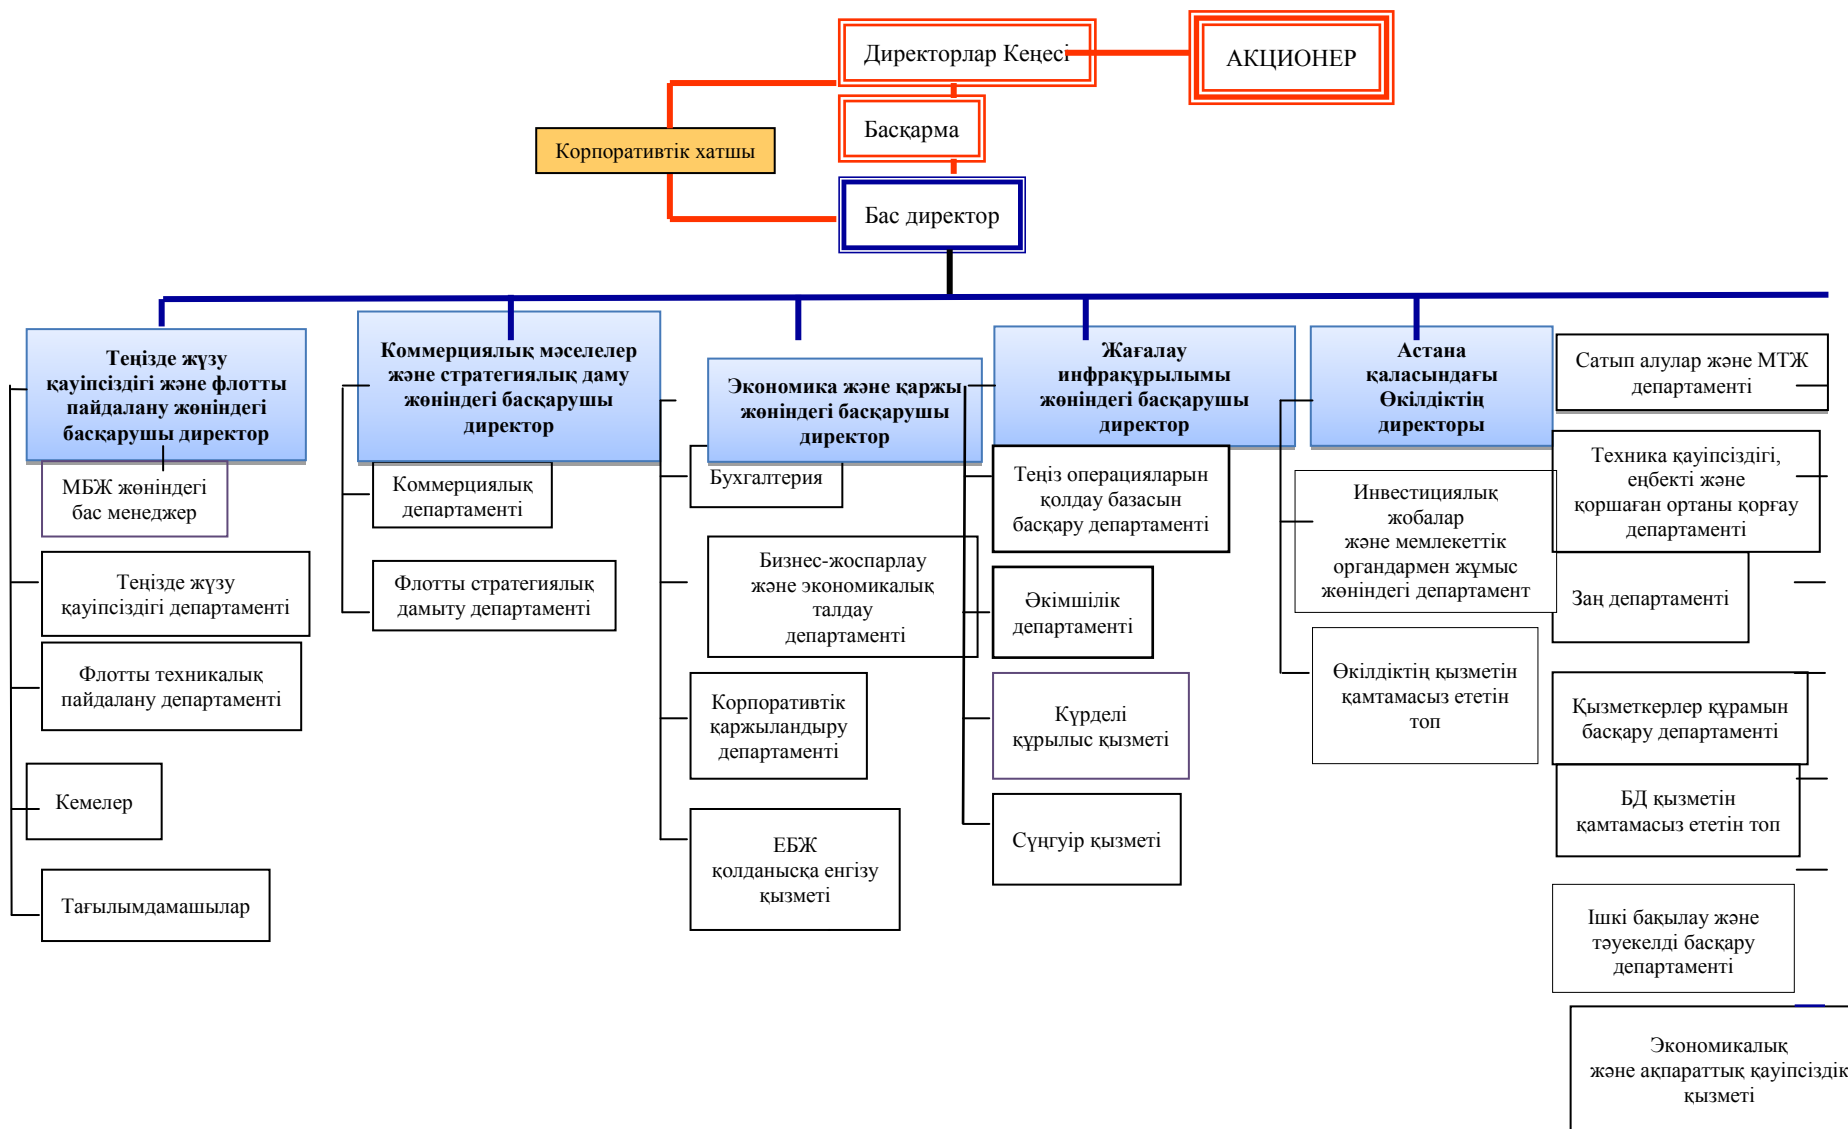 Директорлар Кеңесі
АКЦИОНЕР
Басқарма
Корпоративтік хатшы
Бас директор
Теңізде жүзу
қауіпсіздігі және флотты
пайдалану жөніндегі
басқарушы директор
МБЖ жөніндегі
бас менеджер
Теңізде жүзу
қауіпсіздігі департаменті
Флотты техникалық
пайдалану департаменті
Кемелер
Тағылымдамашылар
Коммерциялық мәселелер
және стратегиялық даму
жөніндегі басқарушы
директор
Коммерциялық
департаменті
Флотты стратегиялық
дамыту департаменті
Экономика және қаржы
жөніндегі басқарушы
директор
Бухгалтерия
Бизнес-жоспарлау
және экономикалық
талдау
департаменті
Корпоративтік
қаржыландыру
департаменті
ЕБЖ
қолданысқа енгізу
қызметі
Жағалау
инфрақұрылымы
жөніндегі басқарушы
директор
Теңіз операцияларын
қолдау базасын
басқару департаменті
Әкімшілік
департаменті
Күрделі
құрылыс қызметі
Сүңгуір қызметі
Астана
қаласындағы
Өкілдіктің
директоры
Инвестициялық
жобалар
және мемлекеттік
органдармен жұмыс
жөніндегі департамент
Өкілдіктің қызметін
қамтамасыз ететін
топ
Сатып алулар және МТЖ
департаменті
Техника қауіпсіздігі,
еңбекті және
қоршаған ортаны қорғау
департаменті
Заң департаменті
Қызметкерлер құрамын
басқару департаменті
БД қызметін
қамтамасыз ететін топ
Ішкі бақылау және
тәуекелді басқару
департаменті
Экономикалық
және ақпараттық қауіпсіздік
қызметі